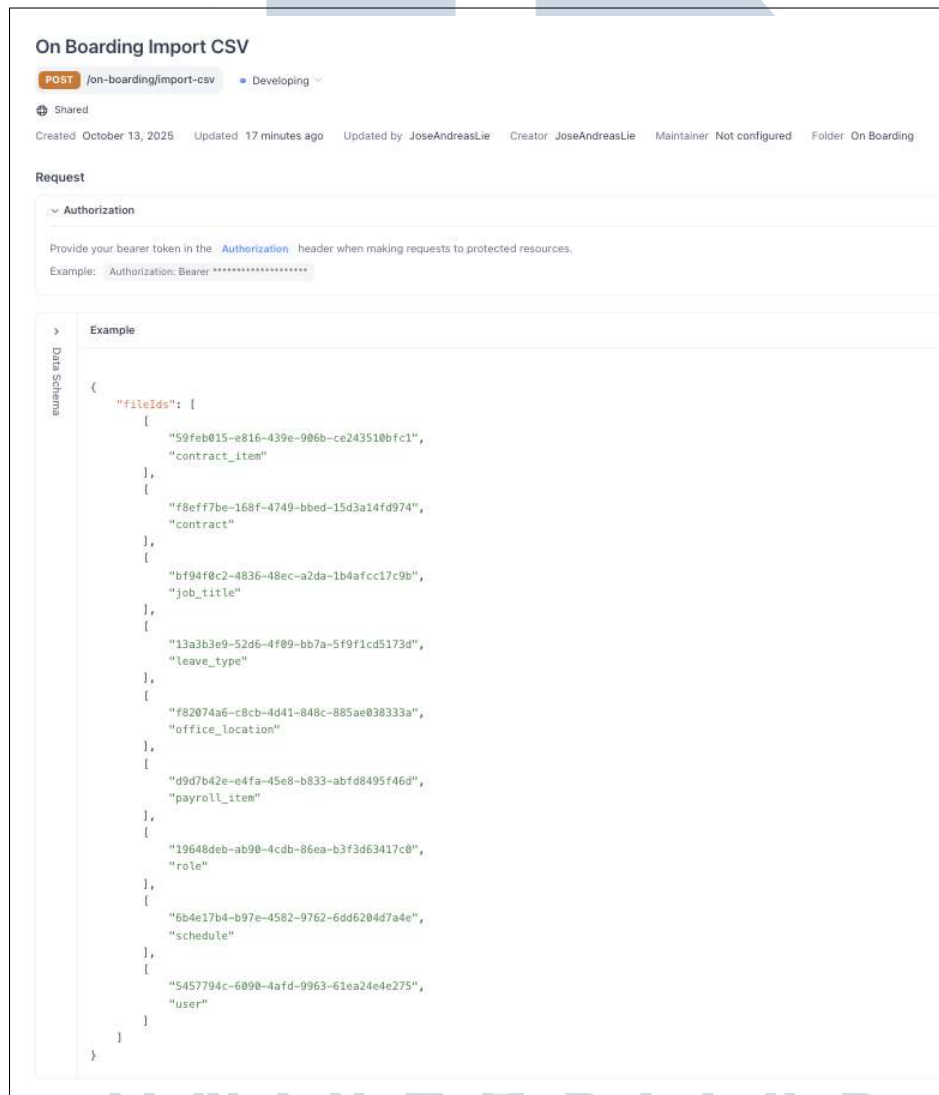 On Boarding Import CSV
POST /on-boarding/import-csv Developing
Shared
Created October 13, 2025 Updated 17 minutes ago Updated by JoseAndreasLie Creator JoseAndreasLie Maintainer Not configured Folder On Boarding
Request
Authorization
Provide your bearer token in the Authorization header when making requests to protected resources.
Example: Authorization: Bearer ********************
Data Schema
Example
{
"fileIds": [
[
"59feb015-e816-439e-906b-ce243510bfc1",
"contract_item"
],
[
"f8eff7be-168f-4749-bbed-15d3a14fd974",
"contract"
],
[
"bf94f0c2-4836-48ec-a2da-1b4afcc17c9b",
"job_title"
],
[
"13a3b3e9-52d6-4f09-bb7a-5f9f1cd5173d",
"leave_type"
],
[
"f82074a6-c8cb-4d41-848c-885ae038333a",
"office_location"
],
[
"d9d7b42e-e4fa-45e8-b833-abfd8495f46d",
"payroll_item"
],
[
"19648deb-ab90-4cdb-86ea-b3f3d63417c0",
"role"
],
[
"6b4e17b4-b97e-4582-9762-6dd6204d7a4e",
"schedule"
],
[
"5457794c-6090-4afd-9963-61ea24e4e275",
"user"
]
]
}